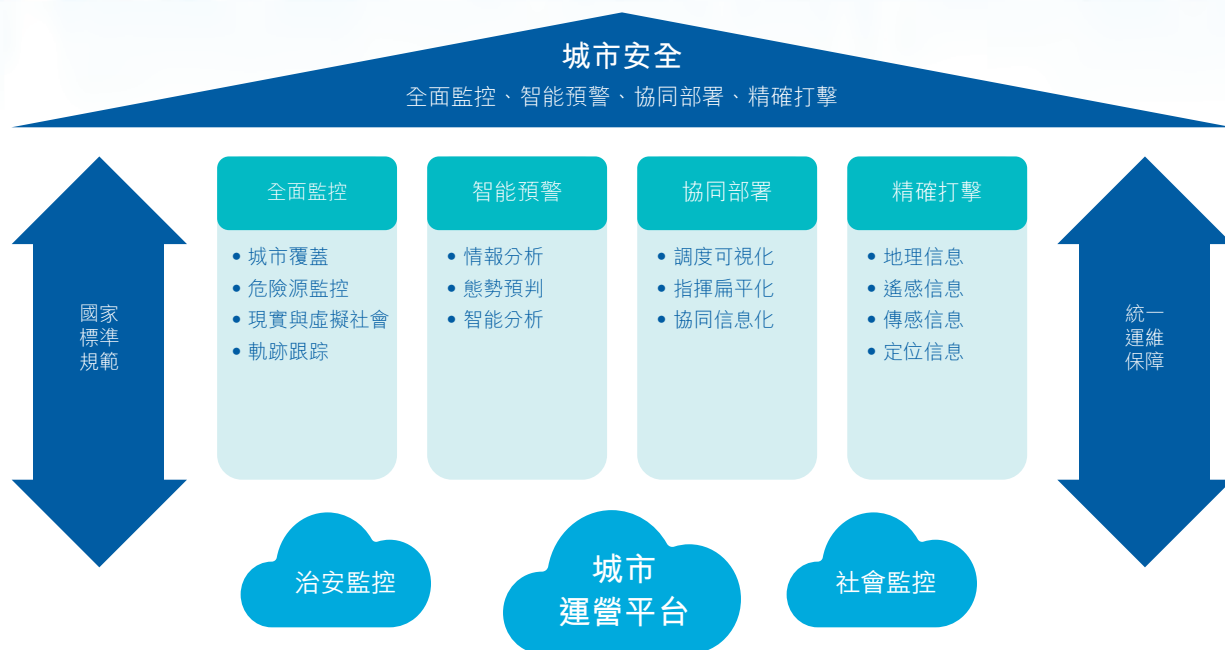 城市安全
全面監控、智能預警、協同部署、精確打擊
國家
標準
規範
全面監控
城市覆蓋
危險源監控
現實與虛擬社會
軌跡跟踪
智能預警
情報分析
態勢預判
智能分析
協同部署
調度可視化
指揮扁平化
協同信息化
精確打擊
地理信息
遙感信息
傳感信息
定位信息
統一
運維
保障
治安監控
城市
運營平台
社會監控